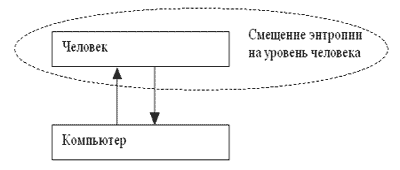 Человек
Смещение энтропии
на уровень человека
Компьютер